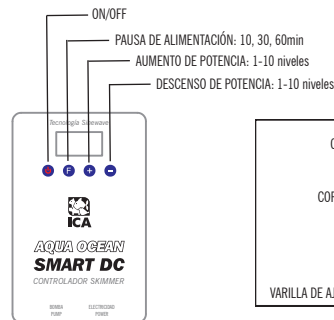 ON/OFF
PAUSA DE ALIMENTACIÓN: 10, 30, 60min
AUMENTO DE POTENCIA: 1-10 niveles
DESCENSO DE POTENCIA: 1-10 niveles
Tecnología Sinewave
F + -
ICA
AQUA OCEAN
SMART DC
CONTROLADOR SKIMMER
BOMBA ELECTRICIDAD
PUMP POWER
VARILLA DE